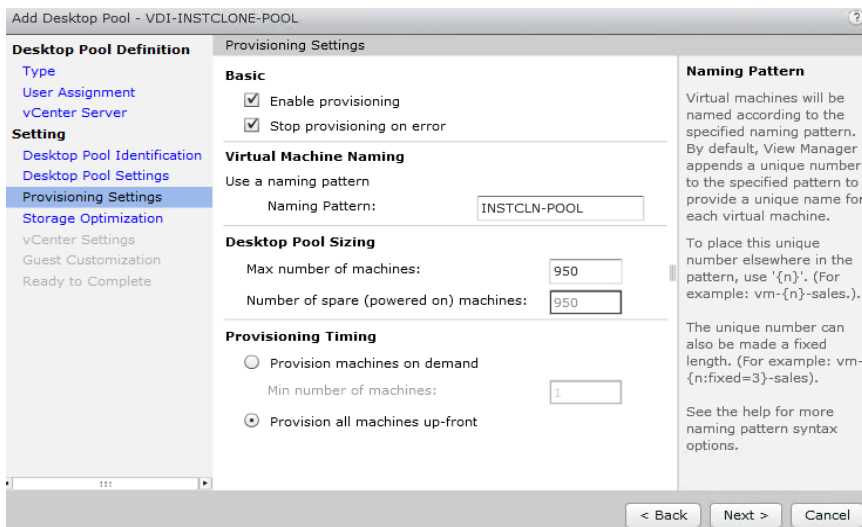 Add Desktop Pool - VDI-INSTCLONE-POOL
?
Desktop Pool Definition
Type
User Assignment
vCenter Server
Setting
Desktop Pool Identification
Desktop Pool Settings
Provisioning Settings
Storage Optimization
vCenter Settings
Guest Customization
Ready to Complete
Provisioning Settings
Basic
Enable provisioning
Stop provisioning on error
Virtual Machine Naming
Use a naming pattern
Naming Pattern: INSTCLN-POOL
Desktop Pool Sizing
Max number of machines: 950
Number of spare (powered on) machines: 950
Provisioning Timing
Provision machines on demand
Min number of machines: 1
Provision all machines up-front
Naming Pattern
Virtual machines will be
named according to the
specified naming pattern.
By default, View Manager
appends a unique number
to the specified pattern to
provide a unique name for
each virtual machine.
To place this unique
number elsewhere in the
pattern, use '{n}'. (For
example: vm-{n}-sales.).
The unique number can
also be made a fixed
length. (For example: vm-
{n:fixed=3}-sales).
See the help for more
naming pattern syntax
options.
< Back
Next >
Cancel